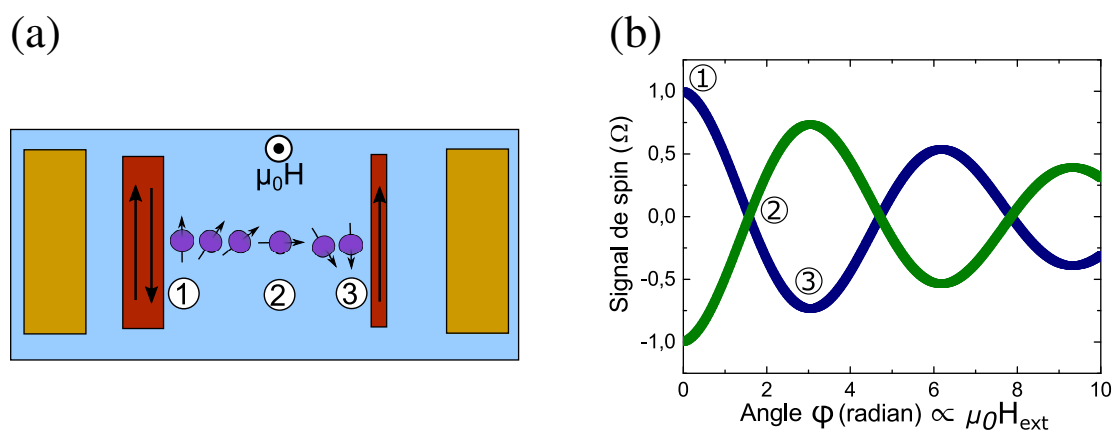 (a)
μ₀H
① ② ③
(b)
Signal de spin (Ω)
1,0
0,5
0,0
-0,5
-1,0
①
②
③
0 2 4 6 8 10
Angle φ (radian) ∝ μ₀Hext